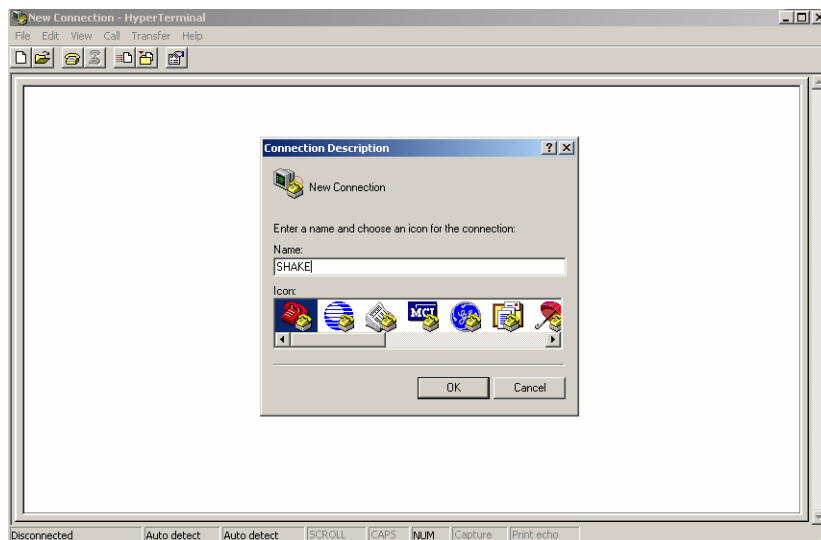 New Connection - HyperTerminal
File Edit View Call Transfer Help
Connection Description
New Connection
Enter a name and choose an icon for the connection:
Name:
SHAKE
Icon:
MCI
OK Cancel
Disconnected Auto detect Auto detect SCROLL CAPS NUM Capture Print echo